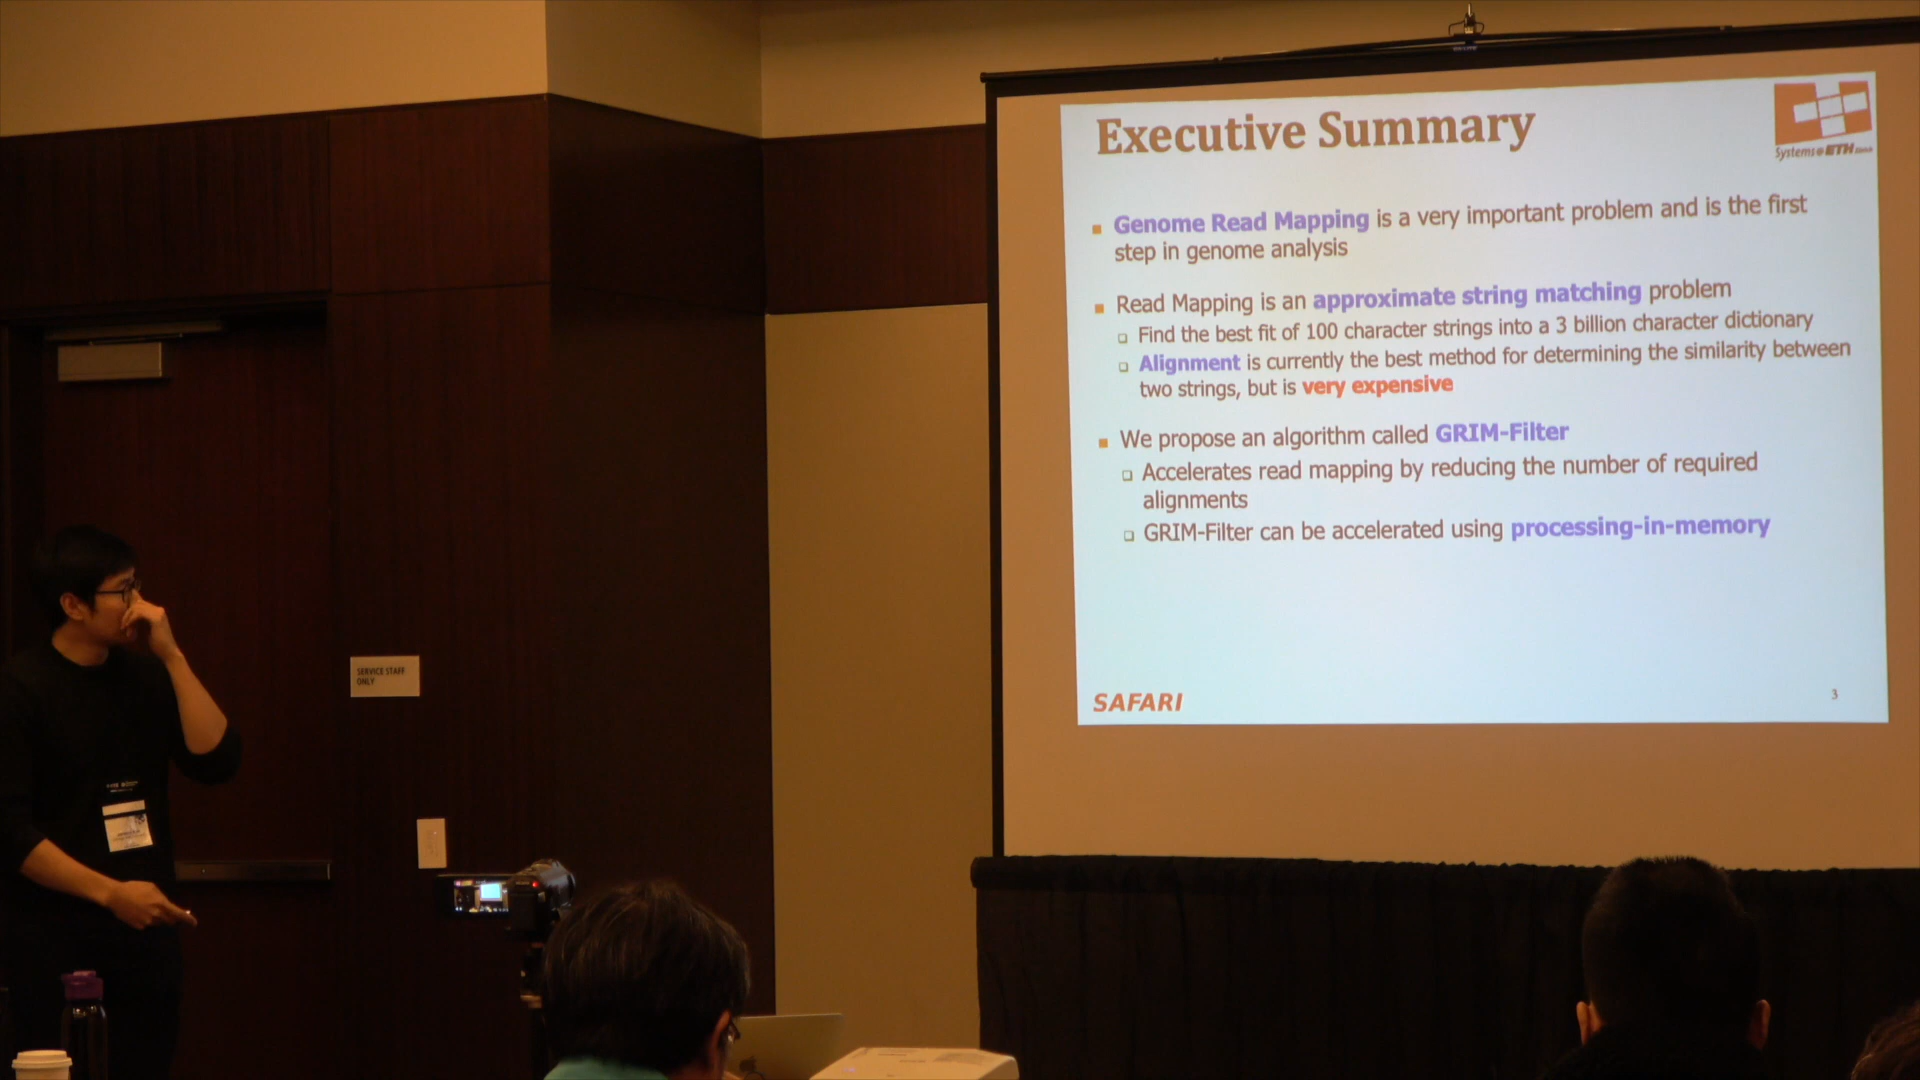 Executive Summary
Systems@ETH Zürich
Genome Read Mapping is a very important problem and is the first
step in genome analysis
Read Mapping is an approximate string matching problem
Find the best fit of 100 character strings into a 3 billion character dictionary
Alignment is currently the best method for determining the similarity between
two strings, but is very expensive
We propose an algorithm called GRIM-Filter
Accelerates read mapping by reducing the number of required
alignments
GRIM-Filter can be accelerated using processing-in-memory
SAFARI
3
SERVICE STAFF
ONLY